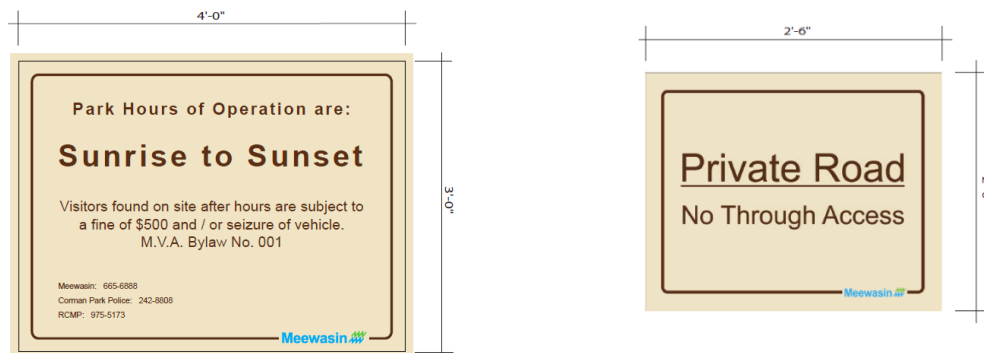 4'-0"
Park Hours of Operation are:
Sunrise to Sunset
Visitors found on site after hours are subject to
a fine of $500 and / or seizure of vehicle.
M.V.A. Bylaw No. 001
Meewasin: 665-6888
Corman Park Police: 242-8808
RCMP: 975-5173
Meewasin
3'-0"
2'-6"
Private Road
No Through Access
Meewasin